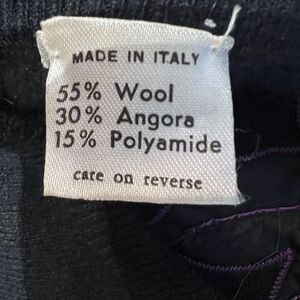 MADE IN ITALY
55% Wool
30% Angora
15% Polyamide
care on reverse